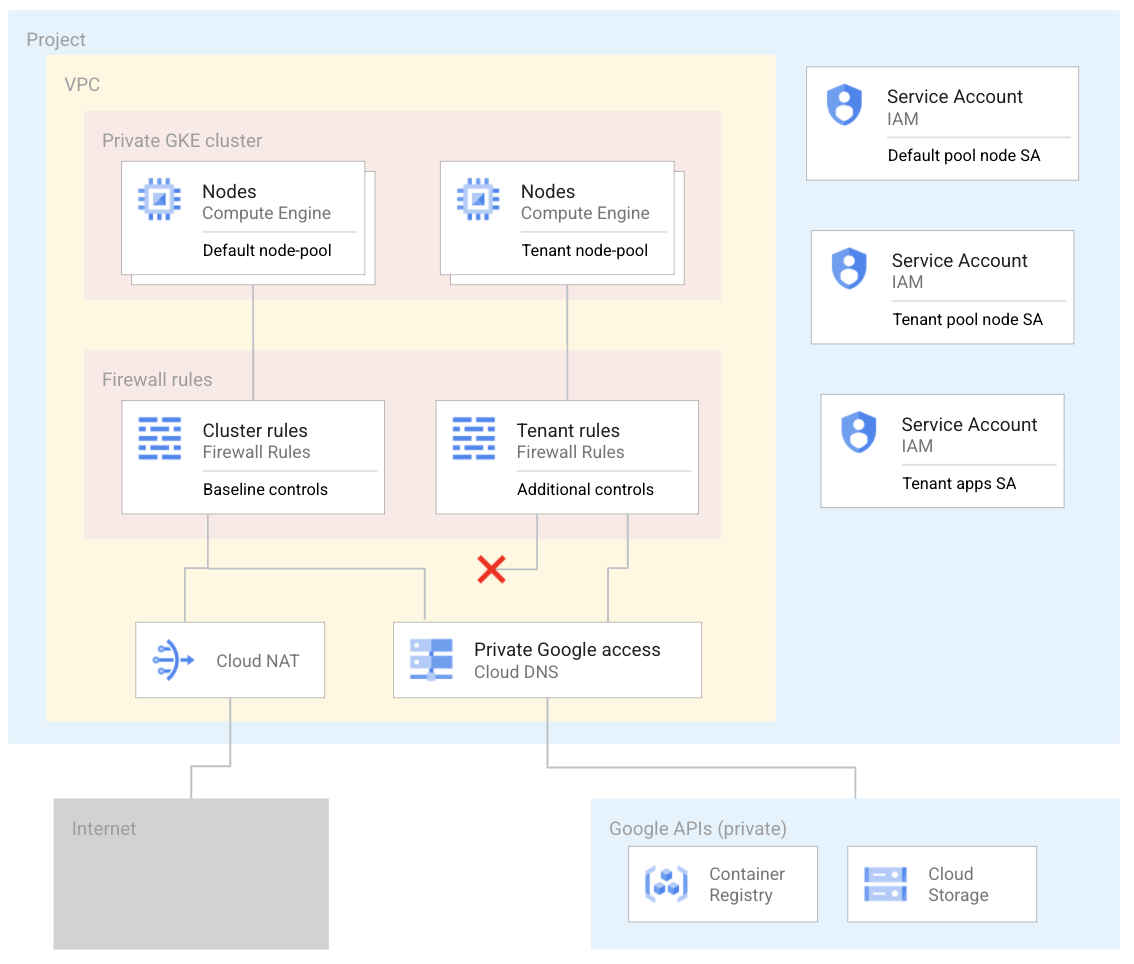 Project
VPC
Private GKE cluster
Nodes
Compute Engine
Default node-pool
Nodes
Compute Engine
Tenant node-pool
Service Account
IAM
Default pool node SA
Service Account
IAM
Tenant pool node SA
Service Account
IAM
Tenant apps SA
Firewall rules
Cluster rules
Firewall Rules
Baseline controls
Tenant rules
Firewall Rules
Additional controls
Cloud NAT
Private Google access
Cloud DNS
Internet
Google APIs (private)
Container
Registry
Cloud
Storage